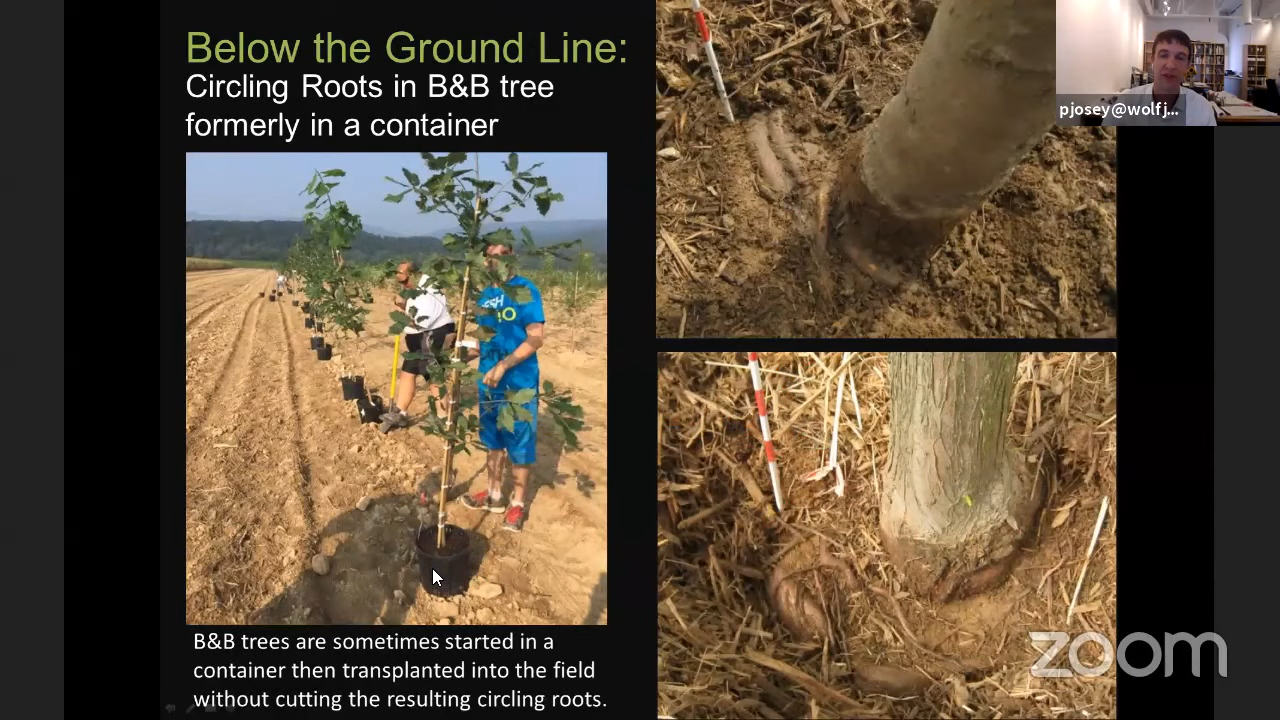 Below the Ground Line:
Circling Roots in B&B tree
formerly in a container
pjosey@wolfj...
B&B trees are sometimes started in a
container then transplanted into the field
without cutting the resulting circling roots.
zoom